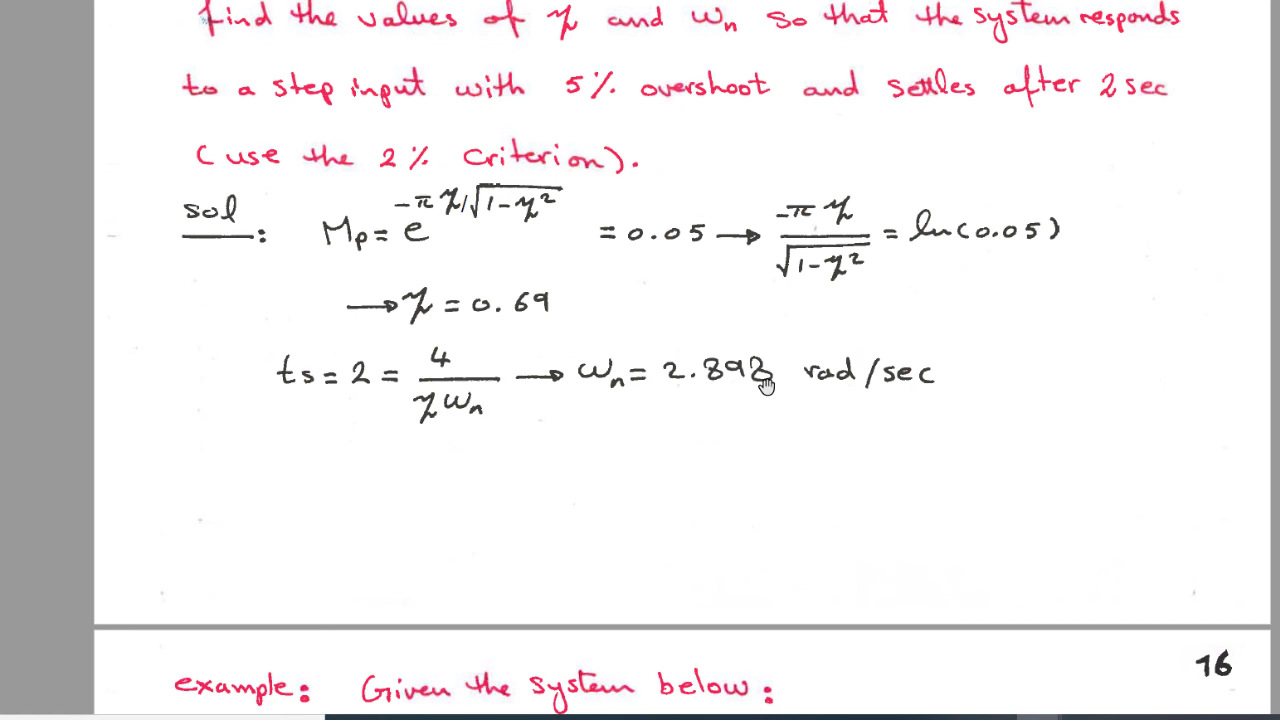 find the values of ζ and ωn so that the system responds
to a step input with 5% overshoot and settles after 2 sec
(use the 2% criterion).
sol: Mp = e^(-πζ/√(1-ζ²)) = 0.05 → -πζ/√(1-ζ²) = ln(0.05)
→ ζ = 0.69
ts = 2 = 4/(ζωn) → ωn = 2.898 rad/sec
16
example: Given the system below: